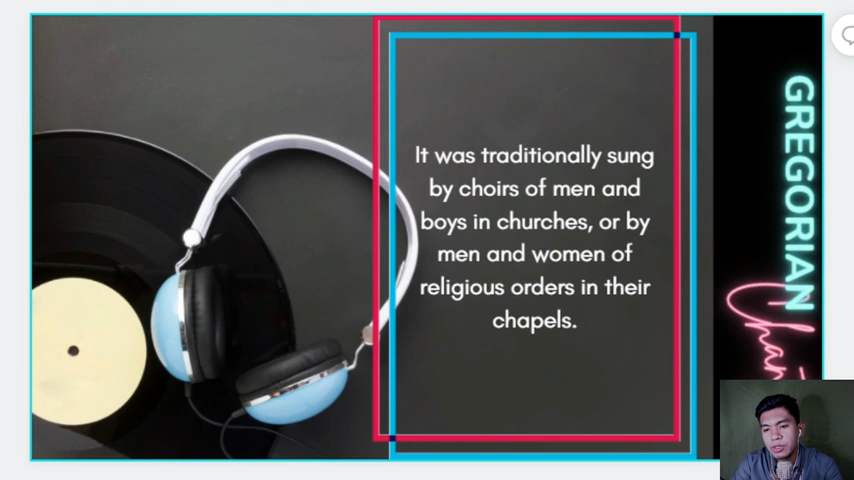 It was traditionally sung
by choirs of men and
boys in churches, or by
men and women of
religious orders in their
chapels.
GREGORIAN